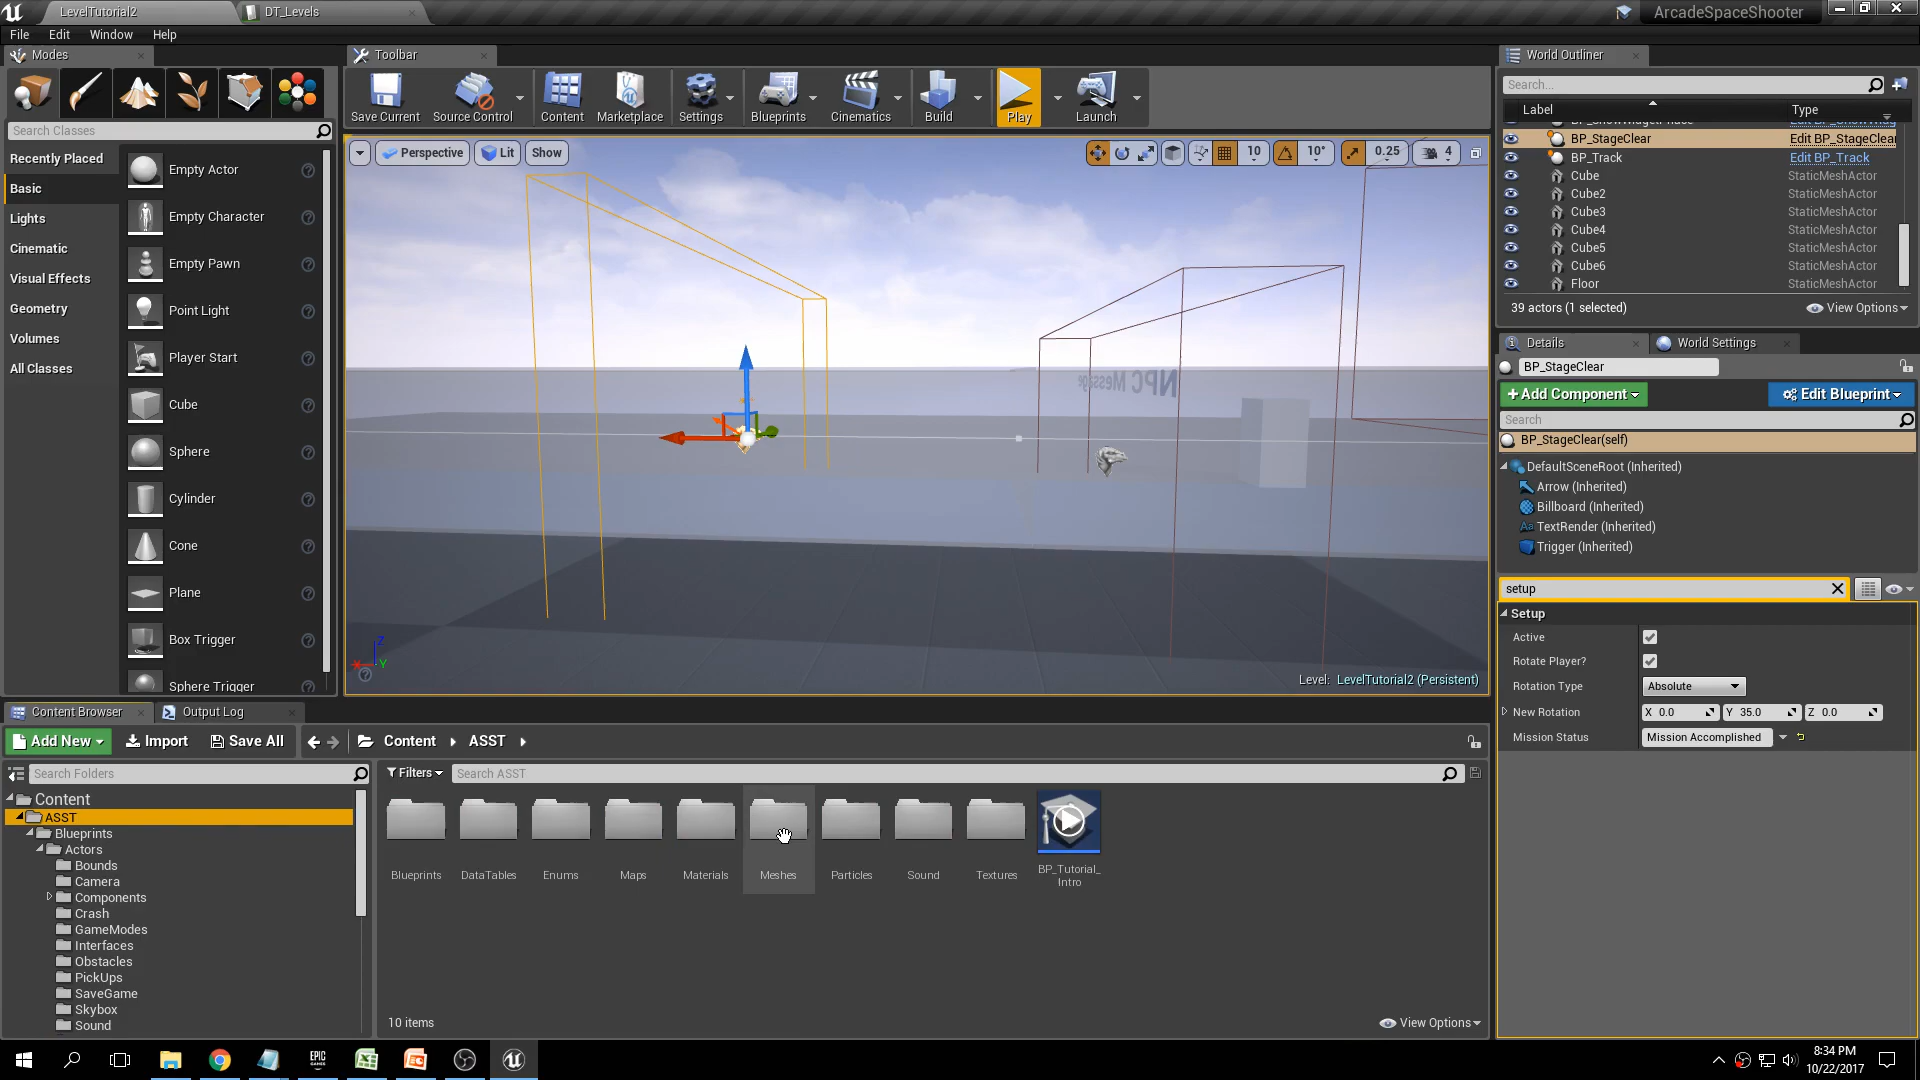 LevelTutorial2
DT_Levels
ArcadeSpaceShooter
File Edit Window Help
Modes
Toolbar
World Outliner
Save Current
Source Control
Content
Marketplace
Settings
Blueprints
Cinematics
Build
Play
Launch
Search...
Label
Type
BP_StageClear
Edit BP_StageClear
BP_Track
Edit BP_Track
Cube
StaticMeshActor
Cube2
StaticMeshActor
Cube3
StaticMeshActor
Cube4
StaticMeshActor
Cube5
StaticMeshActor
Cube6
StaticMeshActor
Floor
StaticMeshActor
39 actors (1 selected)
View Options
Search Classes
Recently Placed
Basic
Lights
Cinematic
Visual Effects
Geometry
Volumes
All Classes
Empty Actor
Empty Character
Empty Pawn
Point Light
Player Start
Cube
Sphere
Cylinder
Cone
Plane
Box Trigger
Sphere Trigger
Perspective
Lit
Show
10
10°
0.25
4
NPC Message
Z
X
Y
Level: LevelTutorial2 (Persistent)
Details
World Settings
BP_StageClear
+Add Component
Edit Blueprint
Search
BP_StageClear(self)
DefaultSceneRoot (Inherited)
Arrow (Inherited)
Billboard (Inherited)
TextRender (Inherited)
Trigger (Inherited)
setup
Setup
Active
Rotate Player?
Rotation Type
Absolute
New Rotation
X 0.0
Y 35.0
Z 0.0
Mission Status
Mission Accomplished
Content Browser
Output Log
Add New
Import
Save All
Content
ASST
Search Folders
Filters
Search ASST
Content
ASST
Blueprints
Actors
Bounds
Camera
Components
Crash
GameModes
Interfaces
Obstacles
PickUps
SaveGame
Skybox
Sound
Blueprints
DataTables
Enums
Maps
Materials
Meshes
Particles
Sound
Textures
BP_Tutorial_
Intro
10 items
View Options
EPIC
GAMES
8:34 PM
10/22/2017